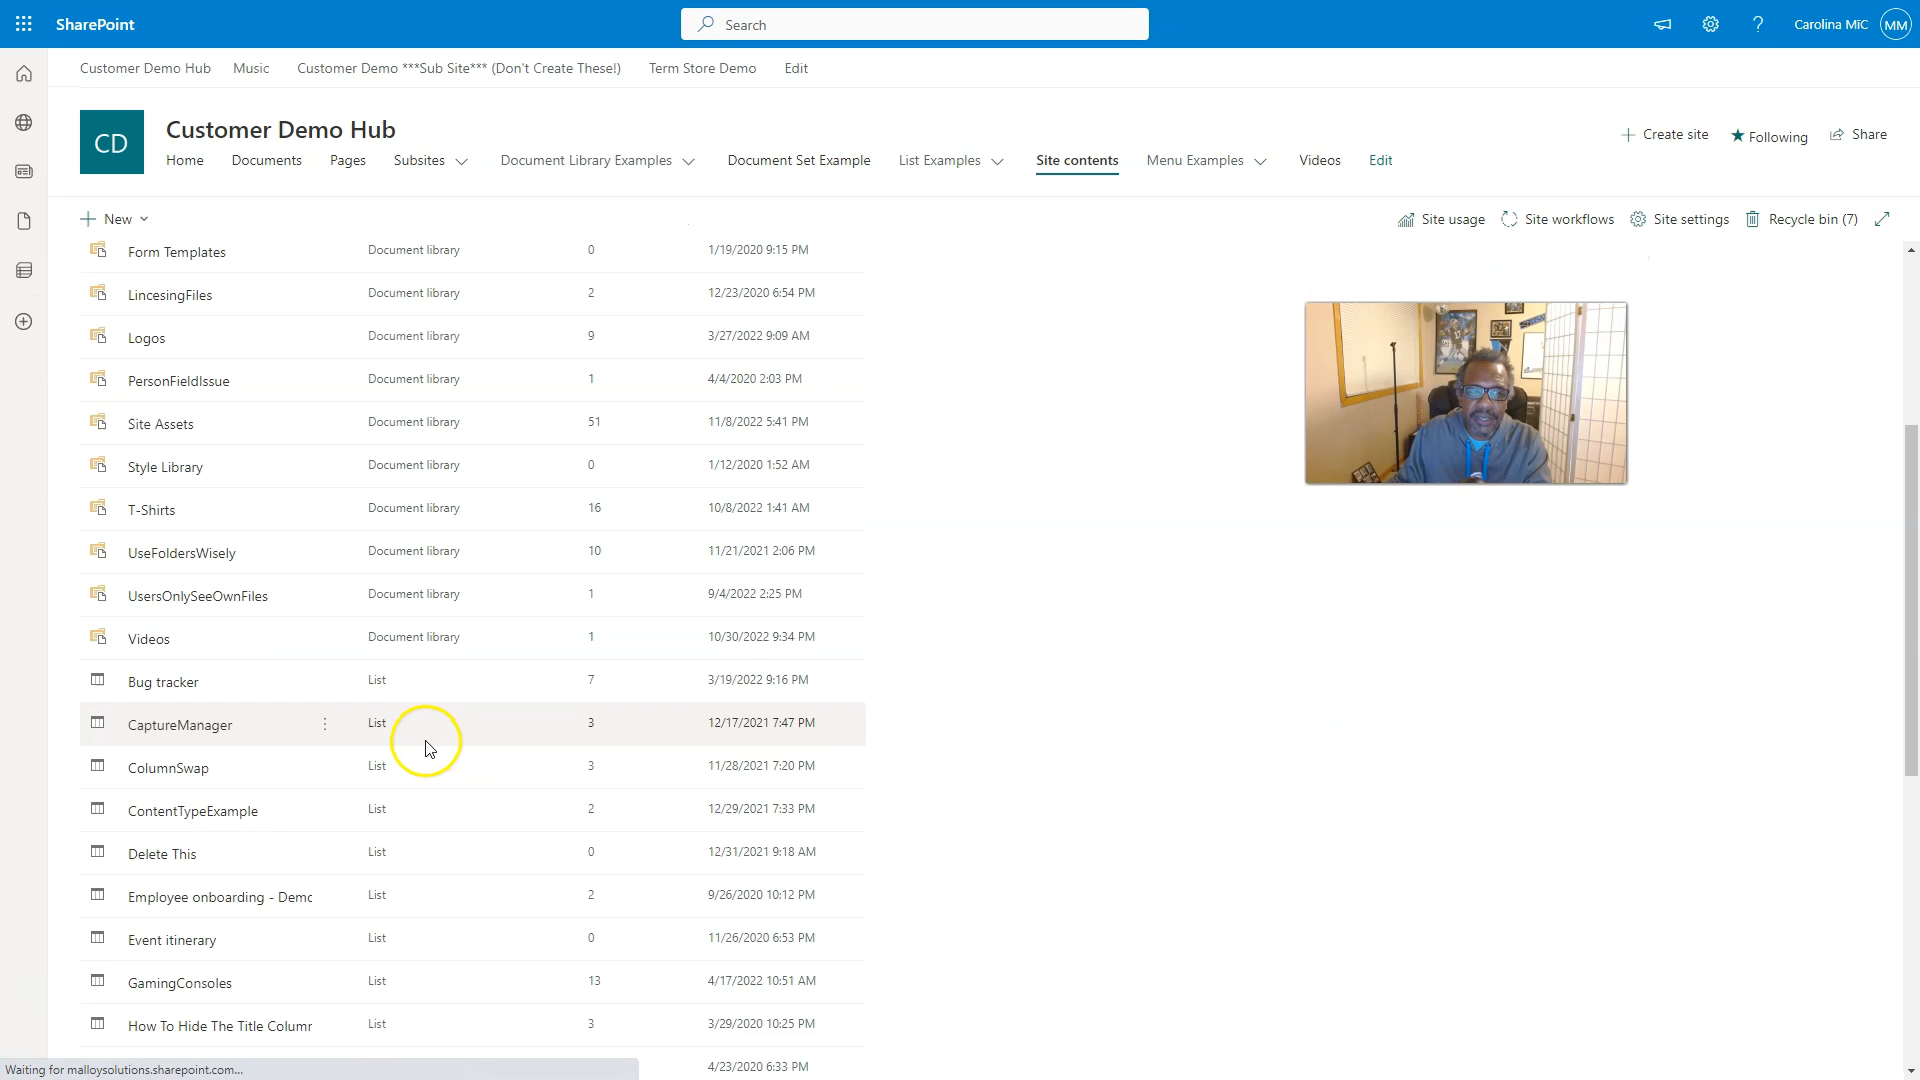 SharePoint
Search
Carolina MiC
MM
Customer Demo Hub Music Customer Demo ***Sub Site*** (Don't Create These!) Term Store Demo Edit
CD
Customer Demo Hub
Create site Following Share
Home Documents Pages Subsites Document Library Examples Document Set Example List Examples Site contents Menu Examples Videos Edit
New
Site usage Site workflows Site settings Recycle bin (7)
Form Templates Document library 0 1/19/2020 9:15 PM
LincesingFiles Document library 2 12/23/2020 6:54 PM
Logos Document library 9 3/27/2022 9:09 AM
PersonFieldIssue Document library 1 4/4/2020 2:03 PM
Site Assets Document library 51 11/8/2022 5:41 PM
Style Library Document library 0 1/12/2020 1:52 AM
T-Shirts Document library 16 10/8/2022 1:41 AM
UseFoldersWisely Document library 10 11/21/2021 2:06 PM
UsersOnlySeeOwnFiles Document library 1 9/4/2022 2:25 PM
Videos Document library 1 10/30/2022 9:34 PM
Bug tracker List 7 3/19/2022 9:16 PM
CaptureManager List 3 12/17/2021 7:47 PM
ColumnSwap List 3 11/28/2021 7:20 PM
ContentTypeExample List 2 12/29/2021 7:33 PM
Delete This List 0 12/31/2021 9:18 AM
Employee onboarding - Demo List 2 9/26/2020 10:12 PM
Event itinerary List 0 11/26/2020 6:53 PM
GamingConsoles List 13 4/17/2022 10:51 AM
How To Hide The Title Column List 3 3/29/2020 10:25 PM
4/23/2020 6:33 PM
Waiting for malloysolutions.sharepoint.com...